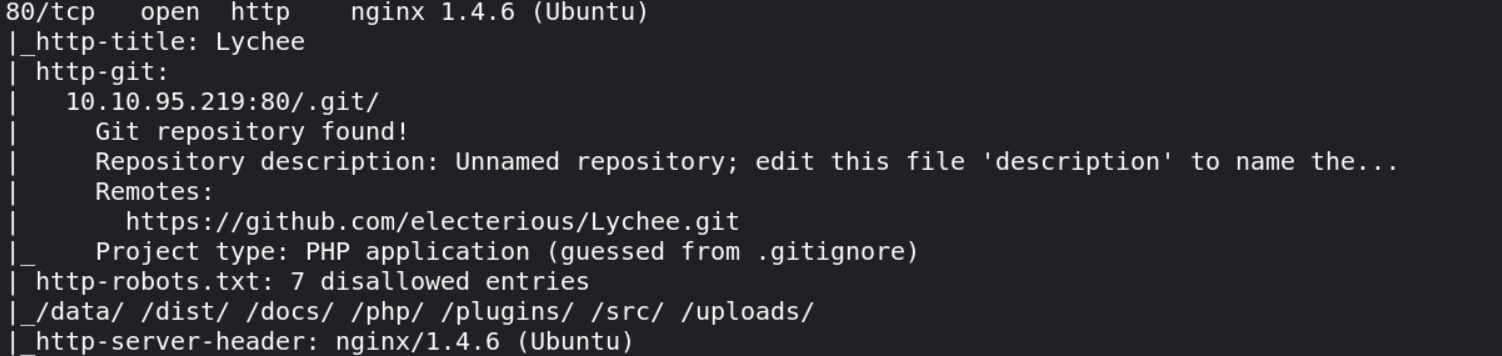 80/tcp   open  http    nginx 1.4.6 (Ubuntu)
|_http-title: Lychee
| http-git:
|   10.10.95.219:80/.git/
|     Git repository found!
|     Repository description: Unnamed repository; edit this file 'description' to name the...
|     Remotes:
|       https://github.com/electerious/Lychee.git
|_    Project type: PHP application (guessed from .gitignore)
| http-robots.txt: 7 disallowed entries
|_/data/ /dist/ /docs/ /php/ /plugins/ /src/ /uploads/
|_http-server-header: nginx/1.4.6 (Ubuntu)